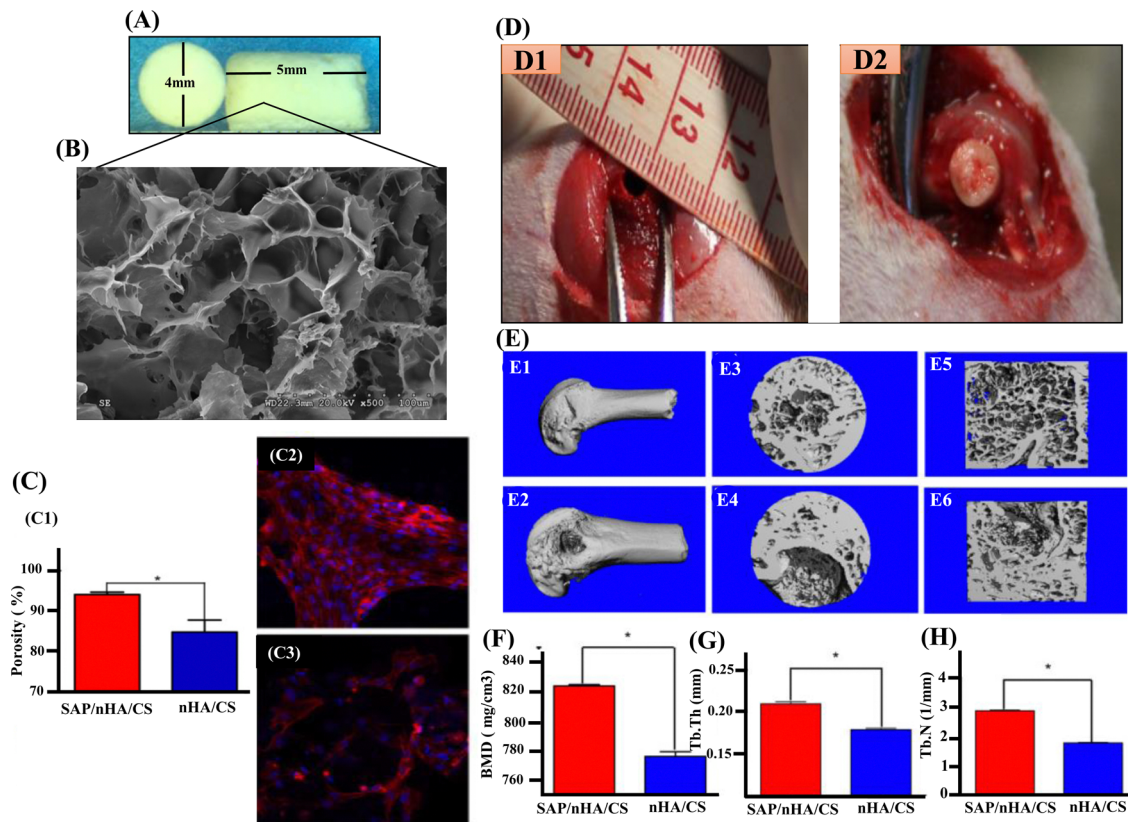 (A)
4mm
5mm
(B)
SE
WD22.3mm 20.0kV x500 100um
(C)
(C1)
Porosity ( %)
100
90
80
70
*
SAP/nHA/CS
nHA/CS
(C2)
(C3)
(D)
D1
15
14
13
12
D2
(E)
E1
E3
E5
E2
E4
E6
(F)
BMD ( mg/cm3)
840
820
800
780
760
*
SAP/nHA/CS
nHA/CS
(G)
Tb.Th (mm)
0.25
0.20
0.15
*
SAP/nHA/CS
nHA/CS
(H)
Tb.N (1/mm)
4
3
2
1
0
*
SAP/nHA/CS
nHA/CS